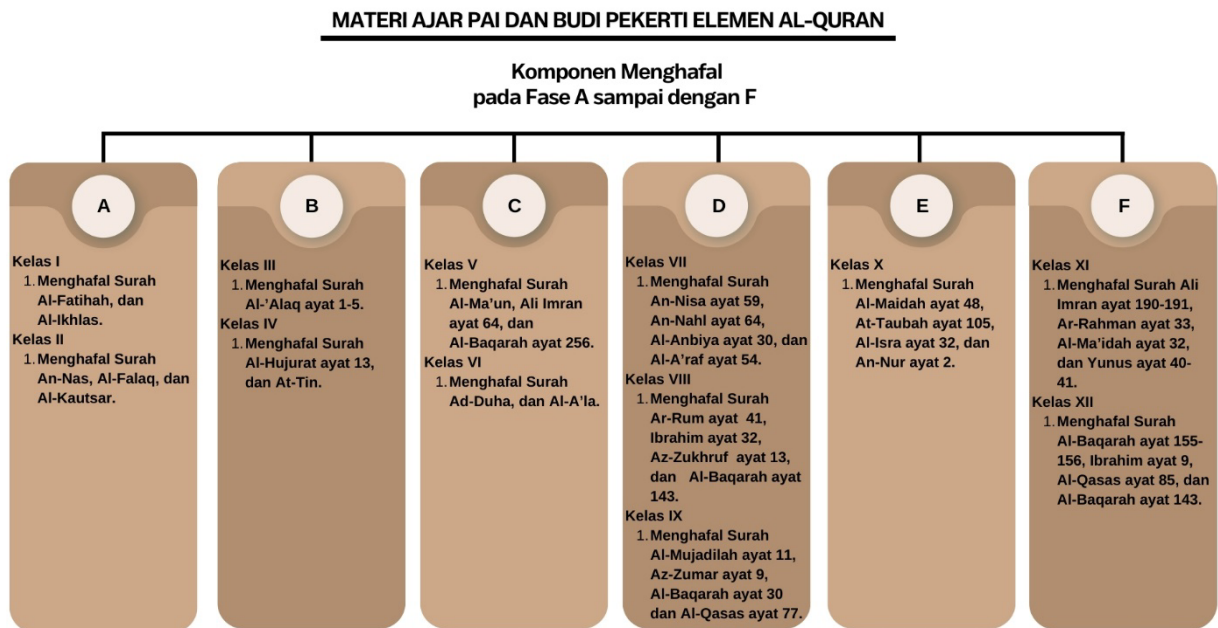 MATERI AJAR PAI DAN BUDI PEKERTI ELEMEN AL-QURAN
Komponen Menghafal
pada Fase A sampai dengan F
A
Kelas I
1. Menghafal Surah
Al-Fatihah, dan
Al-Ikhlas.
Kelas II
1. Menghafal Surah
An-Nas, Al-Falaq, dan
Al-Kautsar.
B
Kelas III
1. Menghafal Surah
Al-'Alaq ayat 1-5.
Kelas IV
1. Menghafal Surah
Al-Hujurat ayat 13,
dan At-Tin.
C
Kelas V
1. Menghafal Surah
Al-Ma'un, Ali Imran
ayat 64, dan
Al-Baqarah ayat 256.
Kelas VI
1. Menghafal Surah
Ad-Duha, dan Al-A'la.
D
Kelas VII
1. Menghafal Surah
An-Nisa ayat 59,
An-Nahl ayat 64,
Al-Anbiya ayat 30, dan
Al-A'raf ayat 54.
Kelas VIII
1. Menghafal Surah
Ar-Rum ayat 41,
Ibrahim ayat 32,
Az-Zukhruf ayat 13,
dan Al-Baqarah ayat
143.
Kelas IX
1. Menghafal Surah
Al-Mujadilah ayat 11,
Az-Zumar ayat 9,
Al-Baqarah ayat 30
dan Al-Qasas ayat 77.
E
Kelas X
1. Menghafal Surah
Al-Maidah ayat 48,
At-Taubah ayat 105,
Al-Isra ayat 32, dan
An-Nur ayat 2.
F
Kelas XI
1. Menghafal Surah Ali
Imran ayat 190-191,
Ar-Rahman ayat 33,
Al-Ma'idah ayat 32,
dan Yunus ayat 40-
41.
Kelas XII
1. Menghafal Surah
Al-Baqarah ayat 155-
156, Ibrahim ayat 9,
Al-Qasas ayat 85, dan
Al-Baqarah ayat 143.